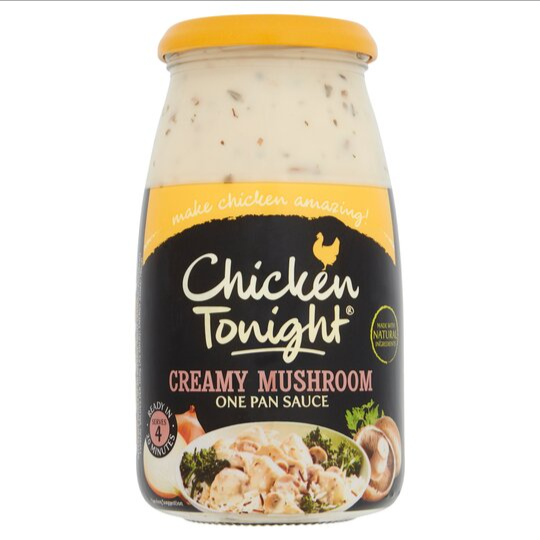 make chicken amazing!
Chicken
Tonight®
MADE WITH
NATURAL
INGREDIENTS
CREAMY MUSHROOM
ONE PAN SAUCE
READY IN
SERVES
4
MINUTES